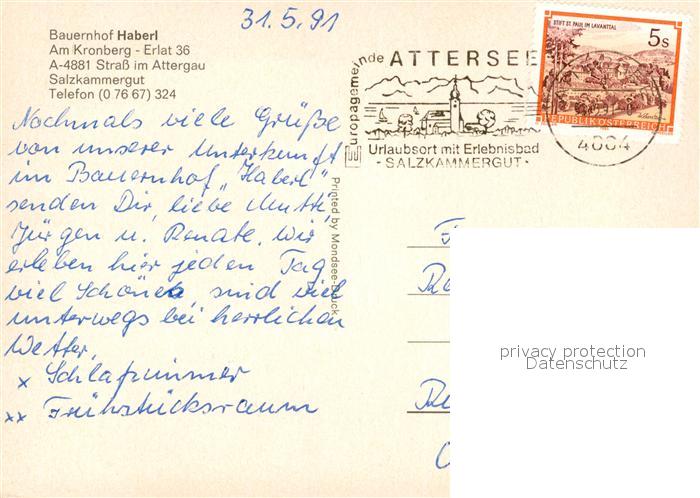 31.5.91
Bauernhof Haberl
Am Kronberg - Erlat 36
A-4881 Straß im Attergau
Salzkammergut
Telefon (0 76 67) 324
Nochmals viele Grüße
von unserer Unterkunft
im Bauernhof „Haberl"
senden Dir, liebe Mutti,
Jürgen u. Renate. Wir
erleben hier jeden Tag
viel Schönes, sind viel
unterwegs bei herrlichem
Wetter.
x Schlafzimmer
xx Frühstücksraum
Printed by Mondsee-Druck
Europagemeinde
ATTERSEE
Urlaubsort mit Erlebnisbad
- SALZKAMMERGUT -
STIFT ST. PAUL IM LAVANTTAL
5 S
REPUBLIK ÖSTERREICH
4864
privacy protection
Datenschutz